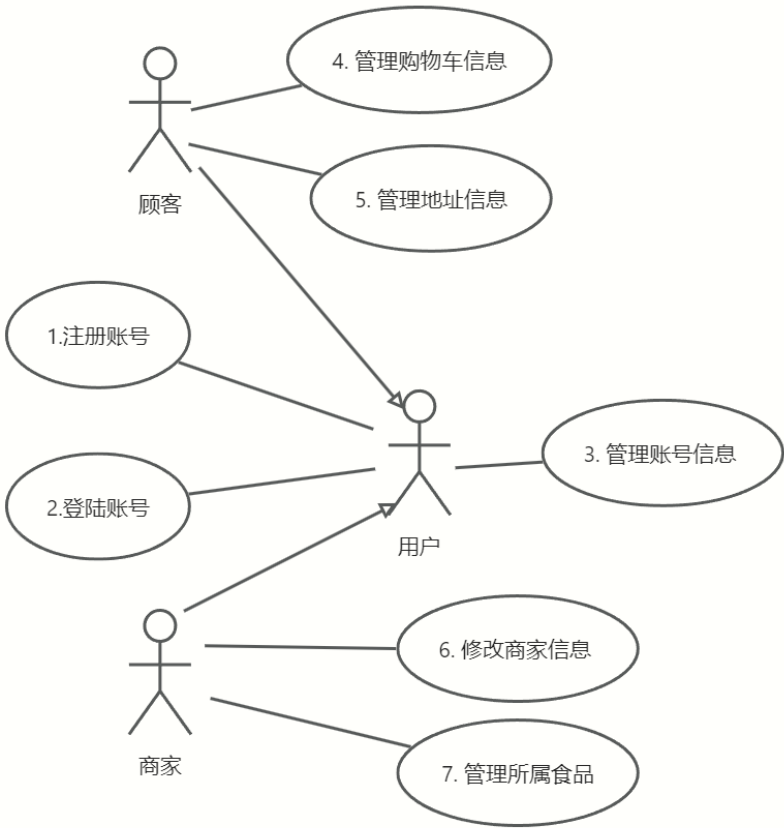 4. 管理购物车信息
5. 管理地址信息
顾客
1.注册账号
3. 管理账号信息
2.登陆账号
用户
6. 修改商家信息
商家
7. 管理所属食品